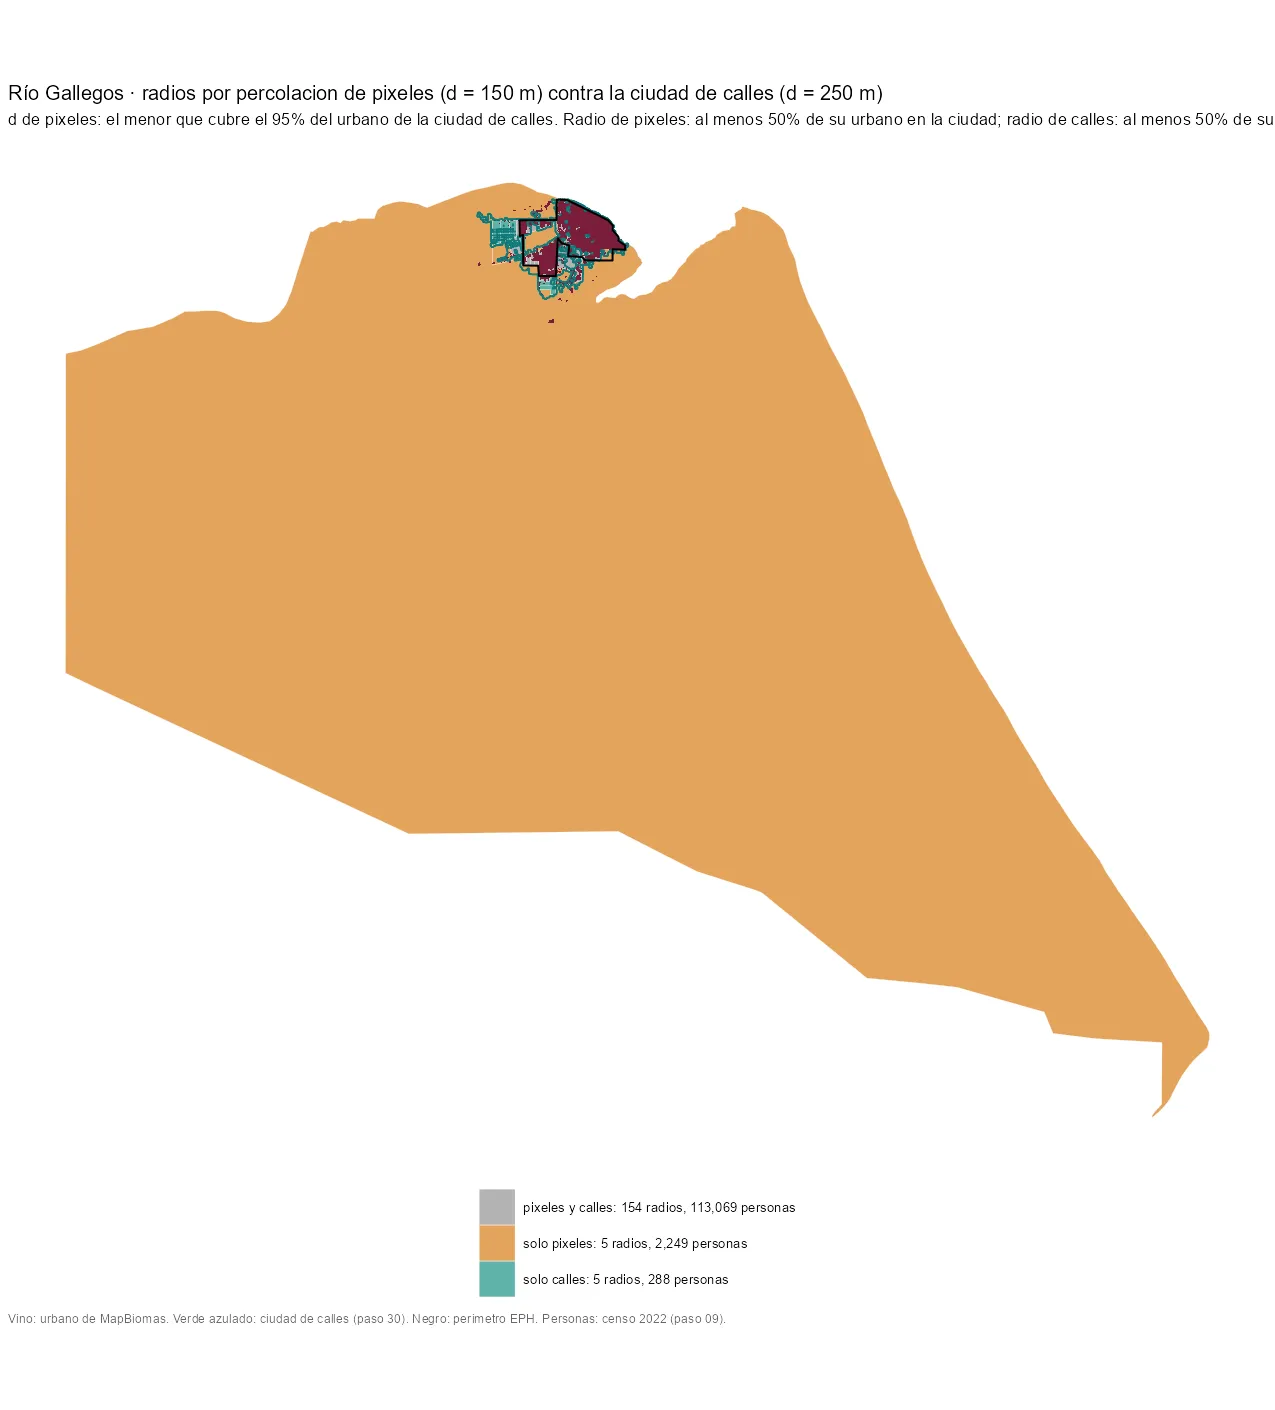 Río Gallegos · radios por percolacion de pixeles (d = 150 m) contra la ciudad de calles (d = 250 m)
d de pixeles: el menor que cubre el 95% del urbano de la ciudad de calles. Radio de pixeles: al menos 50% de su urbano en la ciudad; radio de calles: al menos 50% de su
pixeles y calles: 154 radios, 113,069 personas
solo pixeles: 5 radios, 2,249 personas
solo calles: 5 radios, 288 personas
Vino: urbano de MapBiomas. Verde azulado: ciudad de calles (paso 30). Negro: perimetro EPH. Personas: censo 2022 (paso 09).